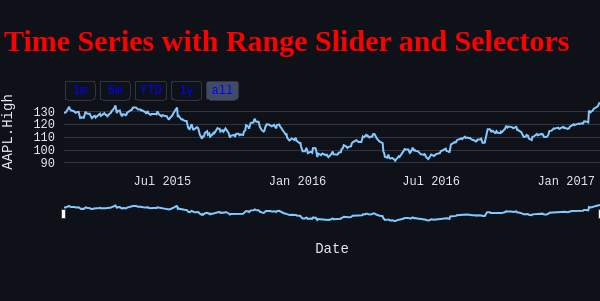 Time Series with Range Slider and Selectors
1m 6m YTD 1y all
AAPL.High
130
120
110
100
90
Jul 2015 Jan 2016 Jul 2016 Jan 2017
Date